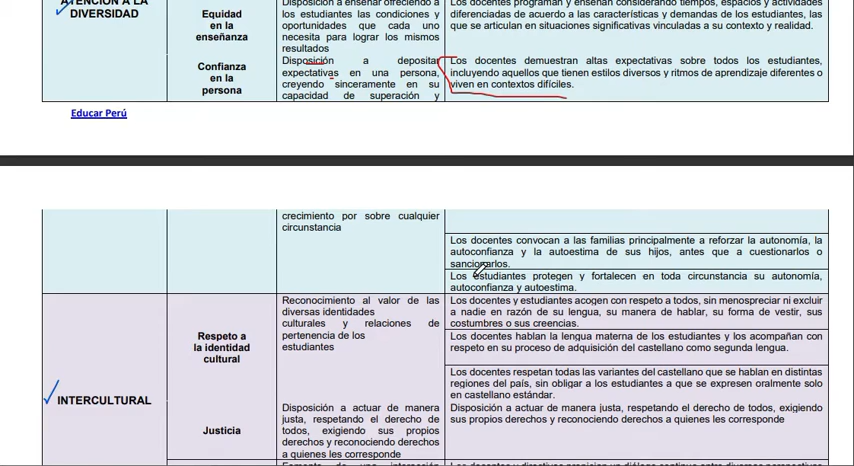 ATENCIÓN A LA
DIVERSIDAD
Equidad
en la
enseñanza
Disposición a enseñar ofreciendo a
los estudiantes las condiciones y
oportunidades que cada uno
necesita para lograr los mismos
resultados
Los docentes programan y enseñan considerando tiempos, espacios y actividades
diferenciadas de acuerdo a las características y demandas de los estudiantes, las
que se articulan en situaciones significativas vinculadas a su contexto y realidad.
Confianza
en la
persona
Disposición a depositar
expectativas en una persona,
creyendo sinceramente en su
capacidad de superación y
Los docentes demuestran altas expectativas sobre todos los estudiantes,
incluyendo aquellos que tienen estilos diversos y ritmos de aprendizaje diferentes o
viven en contextos difíciles.
Educar Perú
crecimiento por sobre cualquier
circunstancia
Los docentes convocan a las familias principalmente a reforzar la autonomía, la
autoconfianza y la autoestima de sus hijos, antes que a cuestionarlos o
sancionarlos.
Los estudiantes protegen y fortalecen en toda circunstancia su autonomía,
autoconfianza y autoestima.
INTERCULTURAL
Respeto a
la identidad
cultural
Reconocimiento al valor de las
diversas identidades
culturales y relaciones de
pertenencia de los
estudiantes
Los docentes y estudiantes acogen con respeto a todos, sin menospreciar ni excluir
a nadie en razón de su lengua, su manera de hablar, su forma de vestir, sus
costumbres o sus creencias.
Los docentes hablan la lengua materna de los estudiantes y los acompañan con
respeto en su proceso de adquisición del castellano como segunda lengua.
Los docentes respetan todas las variantes del castellano que se hablan en distintas
regiones del país, sin obligar a los estudiantes a que se expresen oralmente solo
en castellano estándar.
Justicia
Disposición a actuar de manera
justa, respetando el derecho de
todos, exigiendo sus propios
derechos y reconociendo derechos
a quienes les corresponde
Disposición a actuar de manera justa, respetando el derecho de todos, exigiendo
sus propios derechos y reconociendo derechos a quienes les corresponde